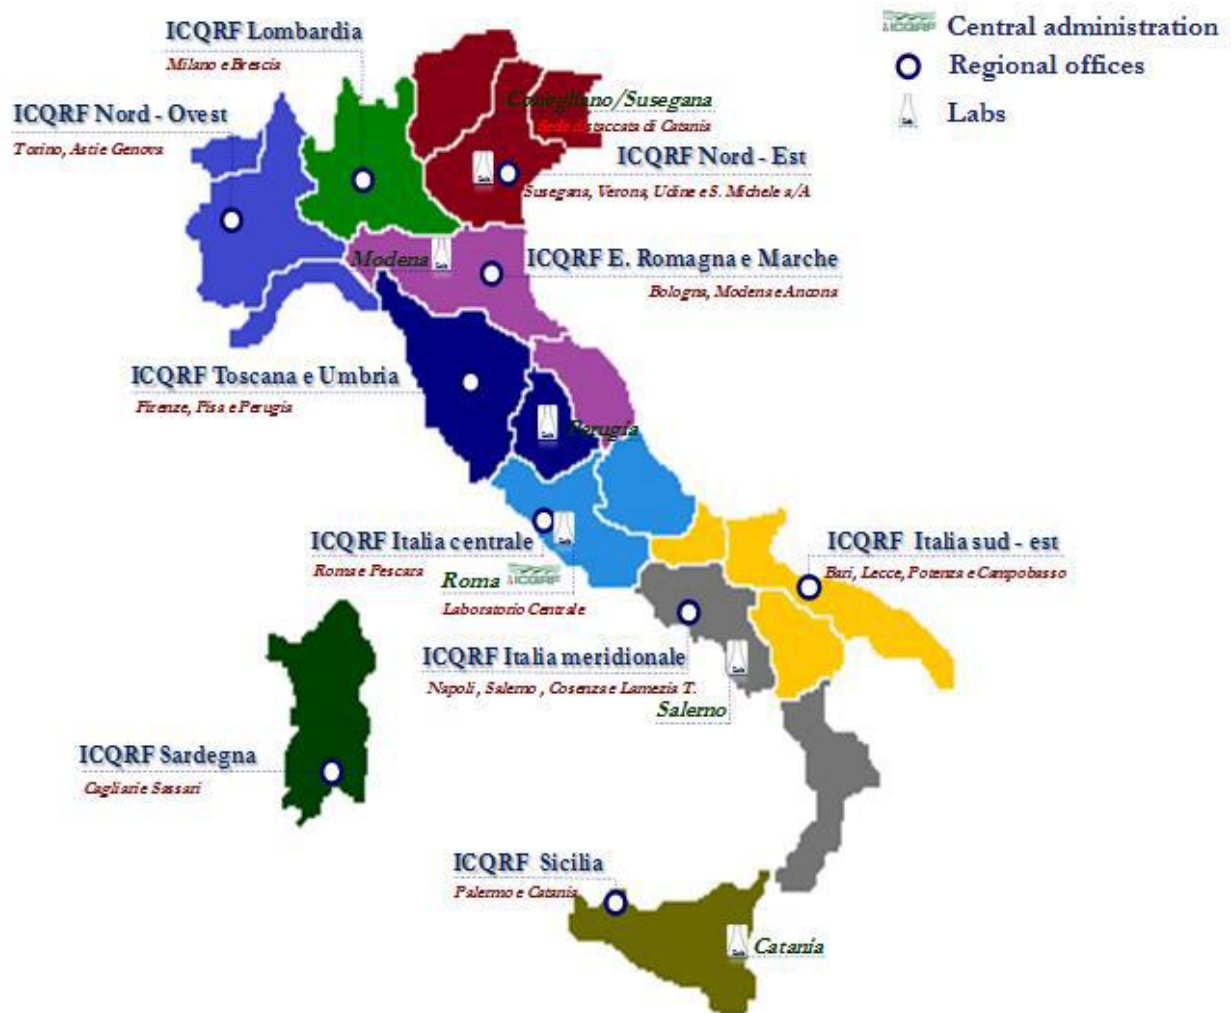 ICQRF Lombardia
Milano e Brescia
ICQRF Central administration
Regional offices
Labs
ICQRF Nord - Ovest
Torino, Asti e Genova
Conegliano/Susegana
Sede distaccata di Catania
ICQRF Nord - Est
Susegana, Verona, Udine e S. Michele a/A
Modena
ICQRF E. Romagna e Marche
Bologna, Modena e Ancona
ICQRF Toscana e Umbria
Firenze, Pisa e Perugia
Perugia
ICQRF Italia centrale
Roma e Pescara
Roma ICQRF
Laboratorio Centrale
ICQRF Italia sud - est
Bari, Lecce, Potenza e Campobasso
ICQRF Italia meridionale
Napoli , Salerno , Cosenza e Lamezia T.
Salerno
ICQRF Sardegna
Cagliari e Sassari
ICQRF Sicilia
Palermo e Catania
Catania